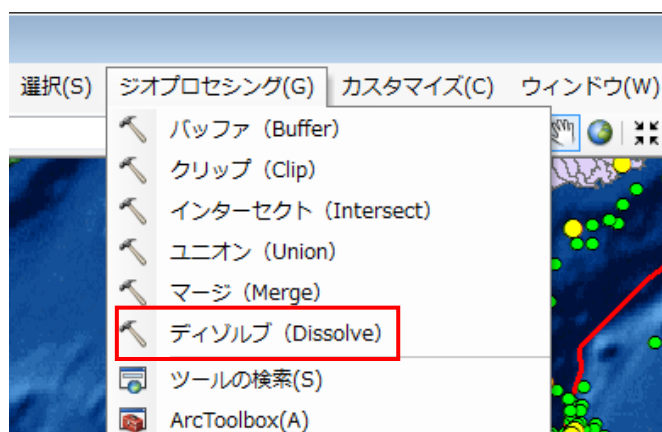 選択(S) ジオプロセシング(G) カスタマイズ(C) ウィンドウ(W)
バッファ (Buffer)
クリップ (Clip)
インターセクト (Intersect)
ユニオン (Union)
マージ (Merge)
ディゾルブ (Dissolve)
ツールの検索(S)
ArcToolbox(A)